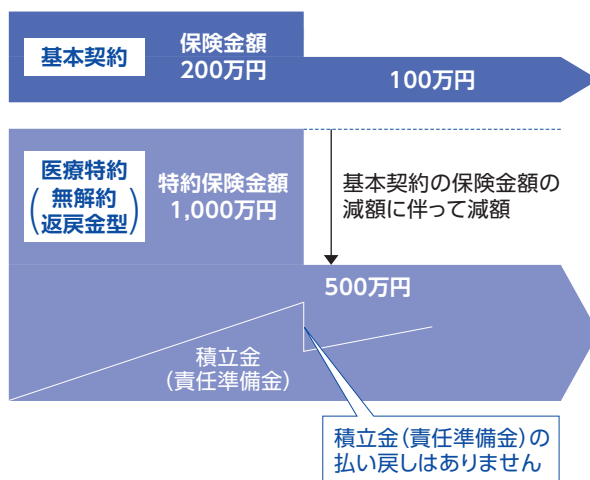 基本契約
保険金額
200万円
100万円
医療特約
(無解約
返戻金型)
特約保険金額
1,000万円
基本契約の保険金額の
減額に伴って減額
500万円
積立金
(責任準備金)
積立金(責任準備金)の
払い戻しはありません